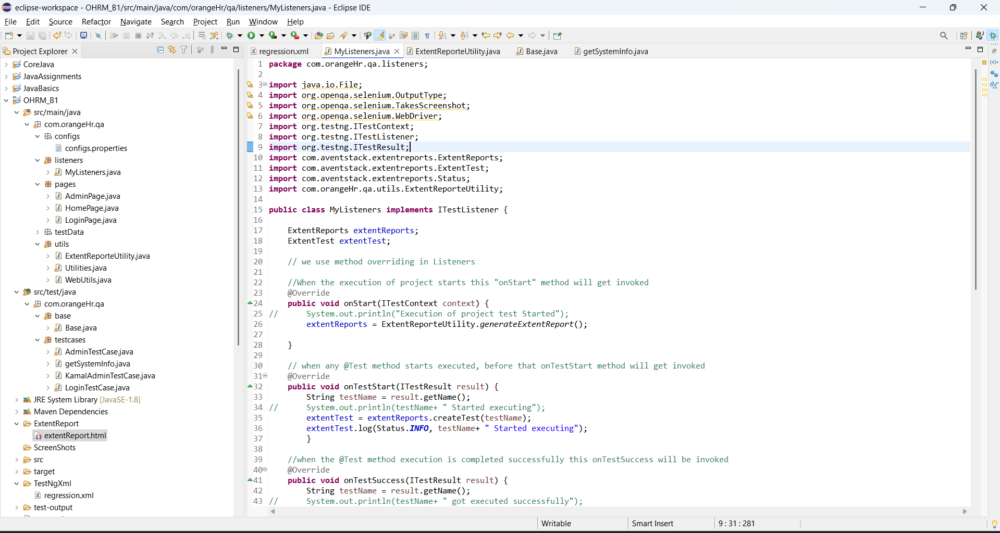 eclipse-workspace - OHRM_B1/src/main/java/com/orangeHr/qa/listeners/MyListeners.java - Eclipse IDE
File Edit Source Refactor Navigate Search Project Run Window Help
Project Explorer
CoreJava
JavaAssignments
JavaBasics
OHRM_B1
src/main/java
com.orangeHr.qa
configs
configs.properties
listeners
MyListeners.java
pages
AdminPage.java
HomePage.java
LoginPage.java
testData
utils
ExtentReporteUtility.java
Utilities.java
WebUtils.java
src/test/java
com.orangeHr.qa
base
Base.java
testcases
AdminTestCase.java
getSystemInfo.java
KamalAdminTestCase.java
LoginTestCase.java
JRE System Library [JavaSE-1.8]
Maven Dependencies
ExtentReport
extentReport.html
ScreenShots
src
target
TestNgXml
regression.xml
test-output
regression.xml MyListeners.java ExtentReporteUtility.java Base.java getSystemInfo.java
1 package com.orangeHr.qa.listeners;
2
3 import java.io.File;
4 import org.openqa.selenium.OutputType;
5 import org.openqa.selenium.TakesScreenshot;
6 import org.openqa.selenium.WebDriver;
7 import org.testng.ITestContext;
8 import org.testng.ITestListener;
9 import org.testng.ITestResult;
10 import com.aventstack.extentreports.ExtentReports;
11 import com.aventstack.extentreports.ExtentTest;
12 import com.aventstack.extentreports.Status;
13 import com.orangeHr.qa.utils.ExtentReporteUtility;
14
15 public class MyListeners implements ITestListener {
16
17 ExtentReports extentReports;
18 ExtentTest extentTest;
19
20 // we use method overriding in Listeners
21
22 //When the execution of project starts this "onStart" method will get invoked
23 @Override
24 public void onStart(ITestContext context) {
25 // System.out.println("Execution of project test Started");
26 extentReports = ExtentReporteUtility.generateExtentReport();
27
28 }
29
30 // when any @Test method starts executed, before that onTestStart method will get invoked
31 @Override
32 public void onTestStart(ITestResult result) {
33 String testName = result.getName();
34 // System.out.println(testName+ " Started executing");
35 extentTest = extentReports.createTest(testName);
36 extentTest.log(Status.INFO, testName+ " Started executing");
37 }
38
39 //when the @Test method execution is completed successfully this onTestSuccess will be invoked
40 @Override
41 public void onTestSuccess(ITestResult result) {
42 String testName = result.getName();
43 // System.out.println(testName+ " got executed successfully");
Writable Smart Insert 9 : 31 : 281